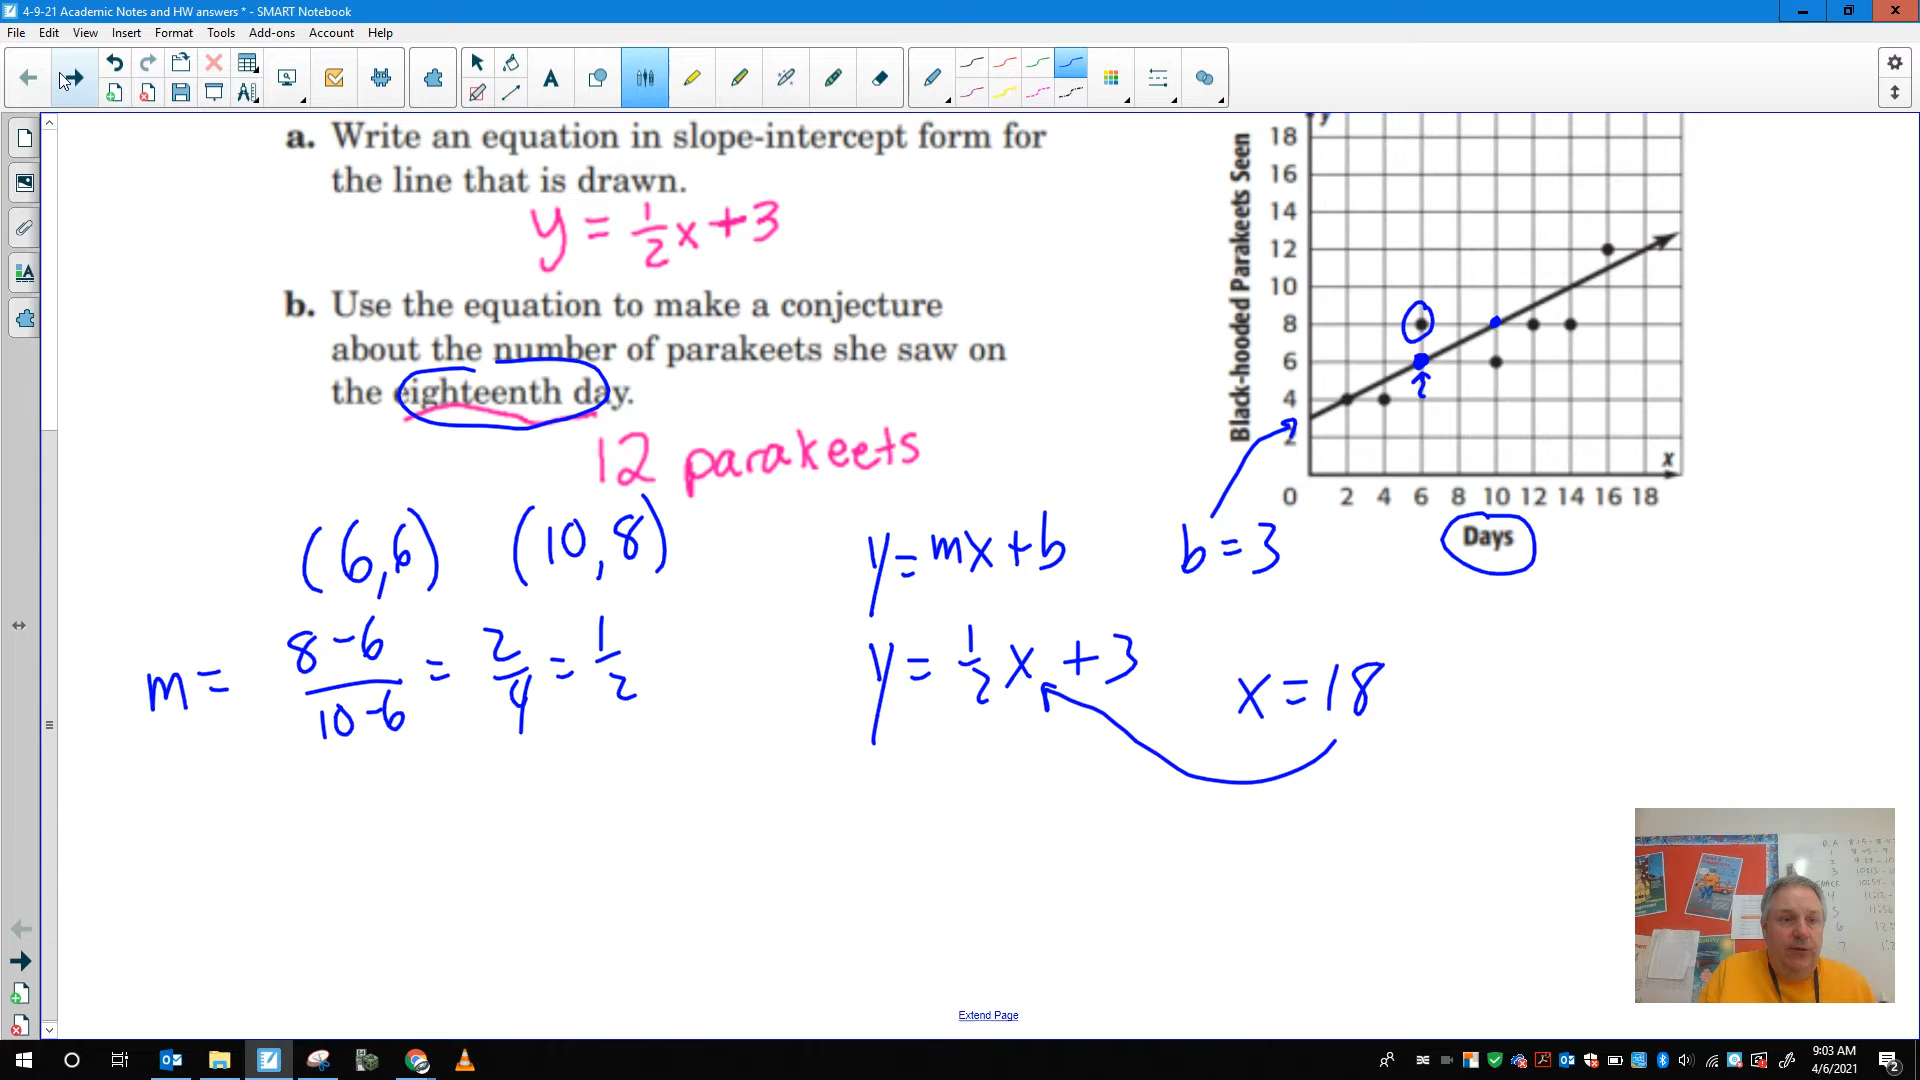 4-9-21 Academic Notes and HW answers * - SMART Notebook
File Edit View Insert Format Tools Add-ons Account Help
a. Write an equation in slope-intercept form for
the line that is drawn.
y = 1/2 x + 3
b. Use the equation to make a conjecture
about the number of parakeets she saw on
the eighteenth day.
12 parakeets
y
Black-hooded Parakeets Seen
18
16
14
12
10
8
6
4
2
0 2 4 6 8 10 12 14 16 18
x
Days
(6,6) (10,8)
y = mx + b
b = 3
m = 8-6/10-6 = 2/4 = 1/2
y = 1/2 x + 3
x = 18
Extend Page
9:03 AM
4/6/2021
2